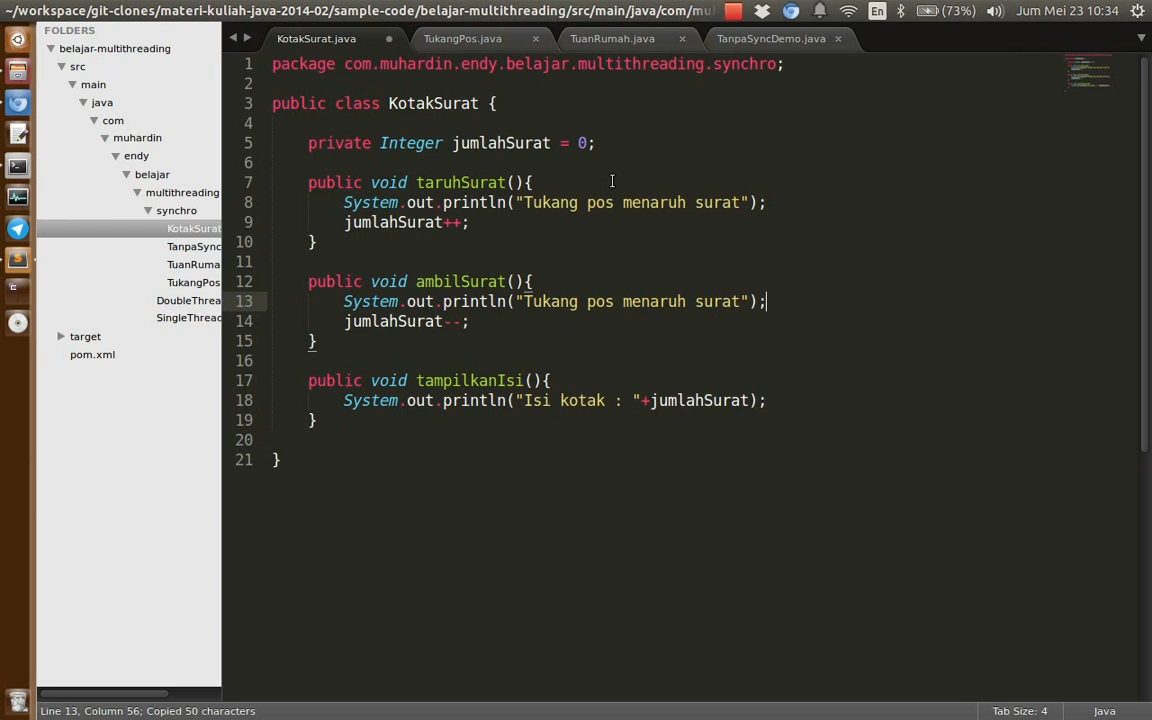 ~/workspace/git-clones/materi-kuliah-java-2014-02/sample-code/belajar-multithreading/src/main/java/com/mu
En
(73%)
Jum Mei 23 10:34
FOLDERS
belajar-multithreading
src
main
java
com
muhardin
endy
belajar
multithreading
synchro
KotakSurat
TanpaSync
TuanRuma
TukangPos
DoubleThrea
SingleThread
target
pom.xml
KotakSurat.java
TukangPos.java
TuanRumah.java
TanpaSyncDemo.java
1 package com.muhardin.endy.belajar.multithreading.synchro;
2
3 public class KotakSurat {
4
5 private Integer jumlahSurat = 0;
6
7 public void taruhSurat(){
8 System.out.println("Tukang pos menaruh surat");
9 jumlahSurat++;
10 }
11
12 public void ambilSurat(){
13 System.out.println("Tukang pos menaruh surat");
14 jumlahSurat--;
15 }
16
17 public void tampilkanIsi(){
18 System.out.println("Isi kotak : "+jumlahSurat);
19 }
20
21 }
Line 13, Column 56; Copied 50 characters
Tab Size: 4
Java